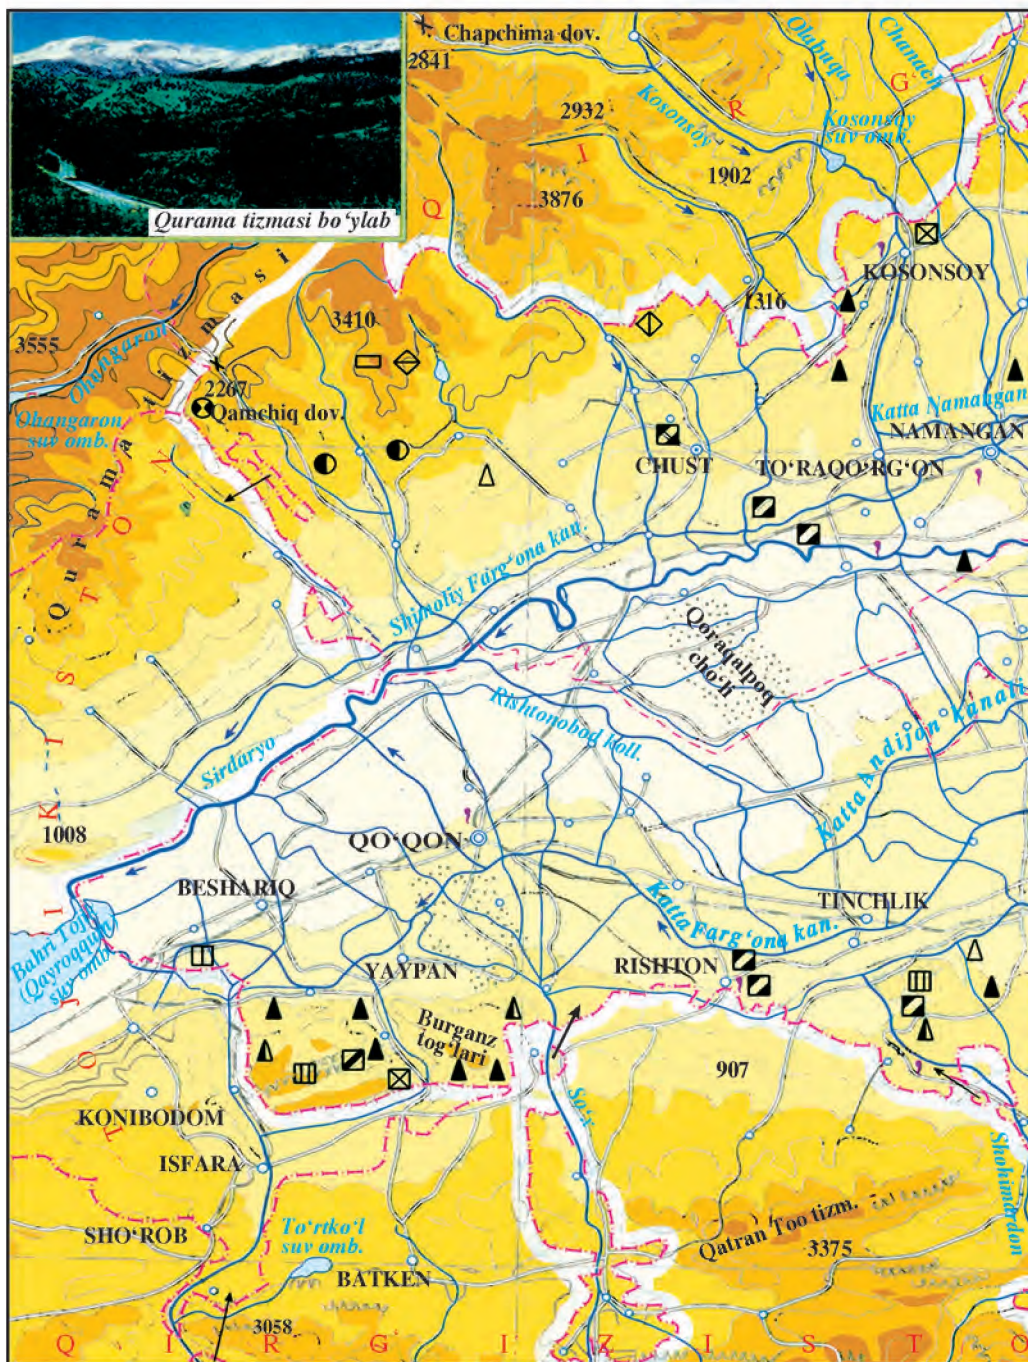 Chapchima dov.
2841
Olabuqa
Chanach
R
G
2932
Kosonsoy
Kosonsoy
suv omb.
I
1902
3876
Q
Qurama tizmasi bo‘ylab
KOSONSOY
1316
3410
3555
Ohangaron
2267
Qamchiq dov.
Ohangaron
suv omb.
Katta Namangan
NAMANGAN
CHUST
TO‘RAQO‘RG‘ON
Qurama tizmasi
Shimoliy Farg‘ona kan.
Qoraqalpoq
cho‘li
Rishtonobod koll.
Katta Andijon kanali
Sirdaryo
1008
QO‘QON
BESHARIQ
TINCHLIK
Katta Farg‘ona kan.
Bahri Tojik
(Qayroqqum)
suv omb.
YAYPAN
RISHTON
Burganz
tog‘lari
907
KONIBODOM
So‘x
ISFARA
Shohimardon
SHO‘ROB
To‘rtko‘l
suv omb.
Qatran Too tizm.
3375
BATKEN
3058
T O J I K I S T O N
Q I R G I Z I S T O